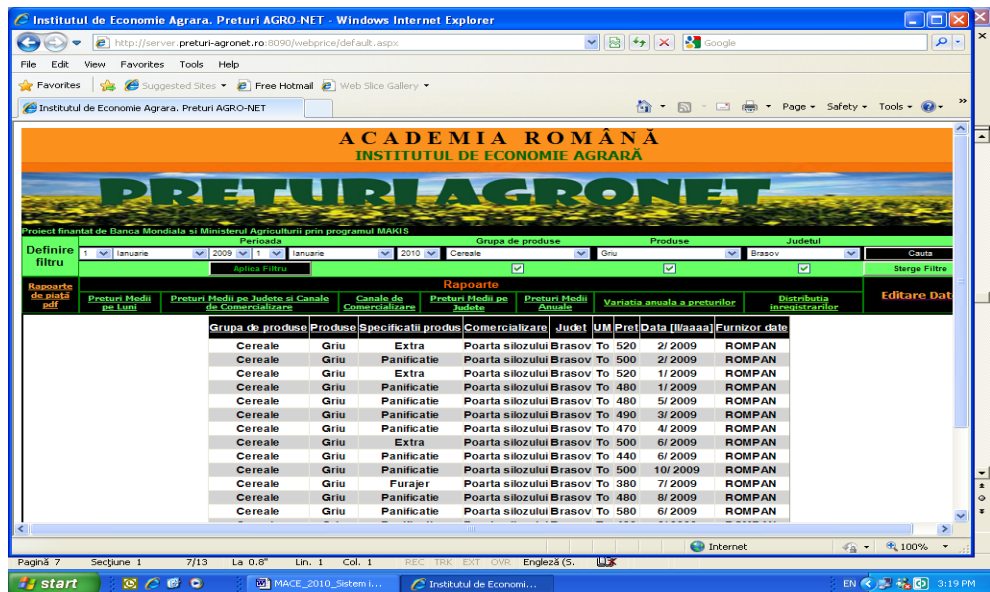 Institutul de Economie Agrara. Preturi AGRO-NET - Windows Internet Explorer
http://server.preturi-agronet.ro:8090/webprice/default.aspx Google
File Edit View Favorites Tools Help
Favorites Suggested Sites Free Hotmail Web Slice Gallery
Institutul de Economie Agrara. Preturi AGRO-NET Page Safety Tools »
ACADEMIA ROMÂNĂ
INSTITUTUL DE ECONOMIE AGRARĂ
PRETURI AGRONET
Proiect finantat de Banca Mondiala si Ministerul Agriculturii prin programul MAKIS
Definire filtru Perioada Grupa de produse Produse Judetul
1 Ianuarie 2009 1 Ianuarie 2010 Cereale Griu Brasov Cauta
Aplica Filtru Sterge Filtre
Rapoarte de piață pdf Rapoarte Editare Dat
Preturi Medii pe Luni Preturi Medii pe Judete si Canale de Comercializare Canale de Comercializare Preturi Medii pe Judete Preturi Medii Anuale Variatia anuala a preturilor Distributia inregistrarilor
Grupa de produse Produse Specificatii produs Comercializare Judet UM Pret Data [ll/aaaa] Furnizor date
Cereale Griu Extra Poarta silozului Brasov To 520 2/ 2009 ROMPAN
Cereale Griu Panificatie Poarta silozului Brasov To 500 2/ 2009 ROMPAN
Cereale Griu Extra Poarta silozului Brasov To 520 1/ 2009 ROMPAN
Cereale Griu Panificatie Poarta silozului Brasov To 480 1/ 2009 ROMPAN
Cereale Griu Panificatie Poarta silozului Brasov To 480 5/ 2009 ROMPAN
Cereale Griu Panificatie Poarta silozului Brasov To 490 3/ 2009 ROMPAN
Cereale Griu Panificatie Poarta silozului Brasov To 470 4/ 2009 ROMPAN
Cereale Griu Extra Poarta silozului Brasov To 500 6/ 2009 ROMPAN
Cereale Griu Panificatie Poarta silozului Brasov To 440 6/ 2009 ROMPAN
Cereale Griu Panificatie Poarta silozului Brasov To 500 10/ 2009 ROMPAN
Cereale Griu Furajer Poarta silozului Brasov To 380 7/ 2009 ROMPAN
Cereale Griu Panificatie Poarta silozului Brasov To 480 8/ 2009 ROMPAN
Cereale Griu Panificatie Poarta silozului Brasov To 580 6/ 2009 ROMPAN
Internet 100%
Pagină 7 Secțiune 1 7/13 La 0.8" Lin. 1 Col. 1 REC TRK EXT OVR Engleză (S.
start MACE_2010_Sistem i... Institutul de Economi... EN 3:19 PM